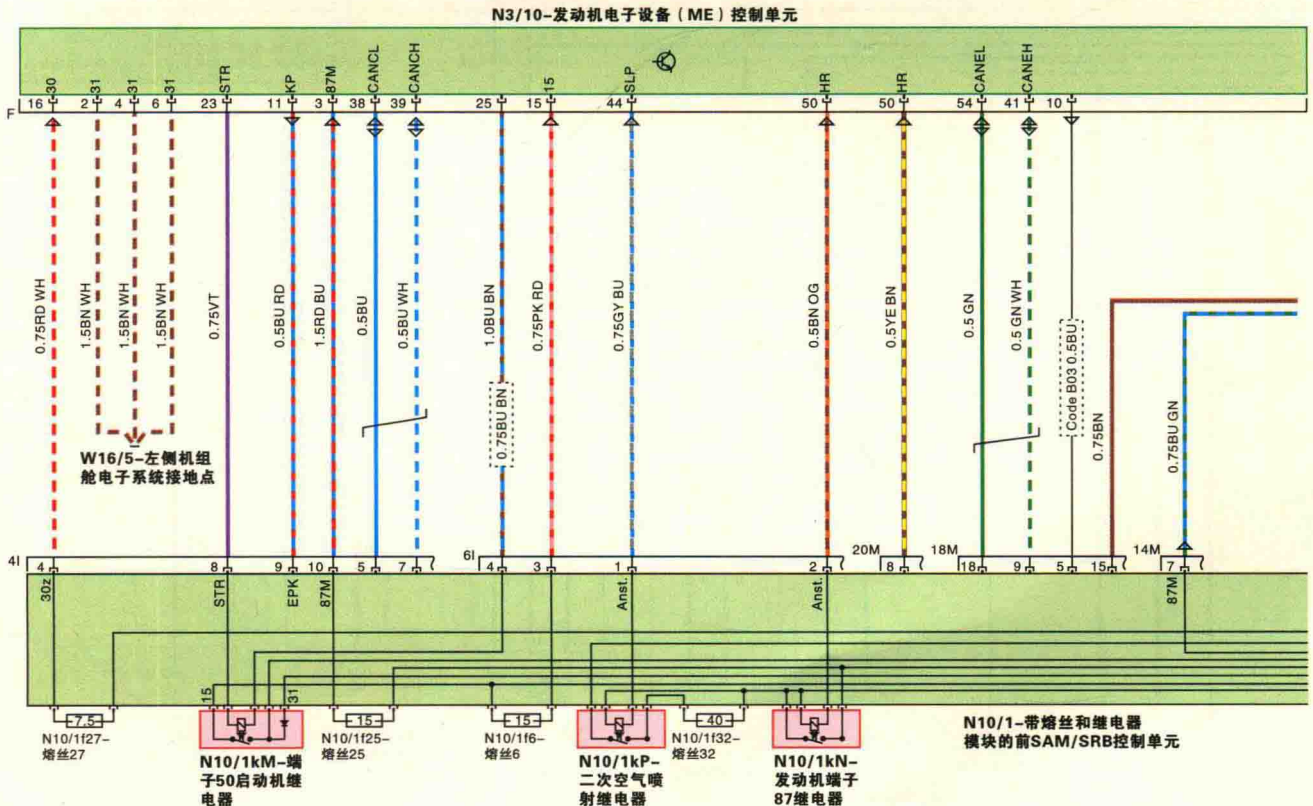 N3/10-发动机电子设备（ME）控制单元
30 31 31 31 STR KP 87M CANCL CANCH 15 SLP HR HR CANEL CANEH
F 16 2 4 6 23 11 3 38 39 25 15 44 50 50 54 41 10
0.75RD WH
1.5BN WH
1.5BN WH
1.5BN WH
0.75VT
0.5BU RD
1.5RD BU
0.5BU
0.5BU WH
1.0BU BN
0.75BU BN
0.75PK RD
0.75GY BU
0.5BN OG
0.5YE BN
0.5 GN
0.5 GN WH
Code B03 0.5BU
0.75BN
0.75BU GN
W16/5-左侧机组
舱电子系统接地点
4I 4 8 9 10 5 7 6I 4 3 1 2 20M 8 18M 18 9 5 15 14M 7
30z STR EPK 87M Anst. Anst. 87M
15 31
7.5 15 15 40
N10/1f27-
熔丝27
N10/1kM-端
子50启动机继
电器
N10/1f25-
熔丝25
N10/1f6-
熔丝6
N10/1kP-
二次空气喷
射继电器
N10/1f32-
熔丝32
N10/1kN-
发动机端子
87继电器
N10/1-带熔丝和继电器
模块的前SAM/SRB控制单元